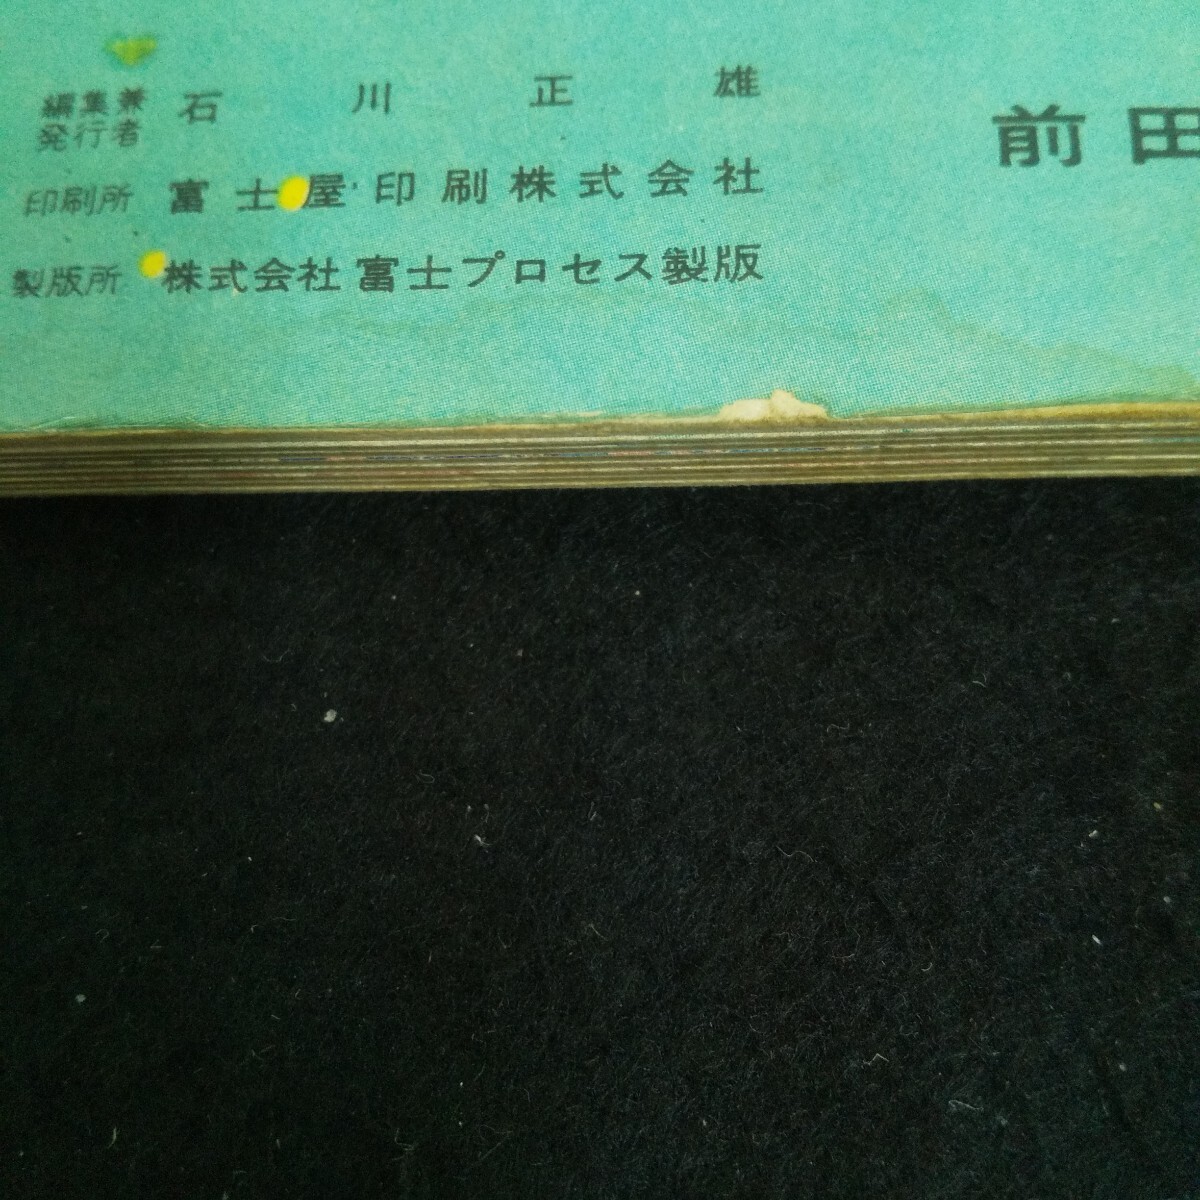 編集兼
発行者 石川正雄
印刷所 富士屋印刷株式会社
製版所 株式会社富士プロセス製版
前田